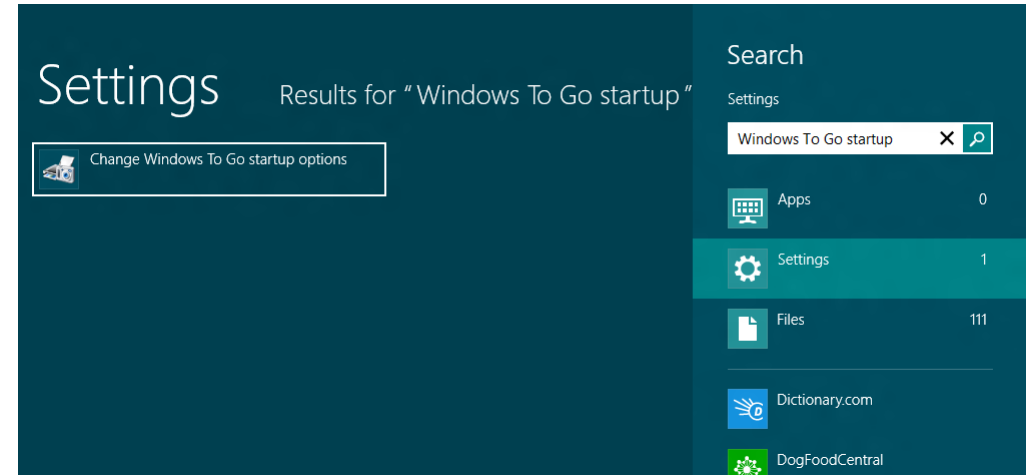 Settings
Results for "Windows To Go startup"
Change Windows To Go startup options
Search
Settings
Windows To Go startup
Apps 0
Settings 1
Files 111
Dictionary.com
DogFoodCentral